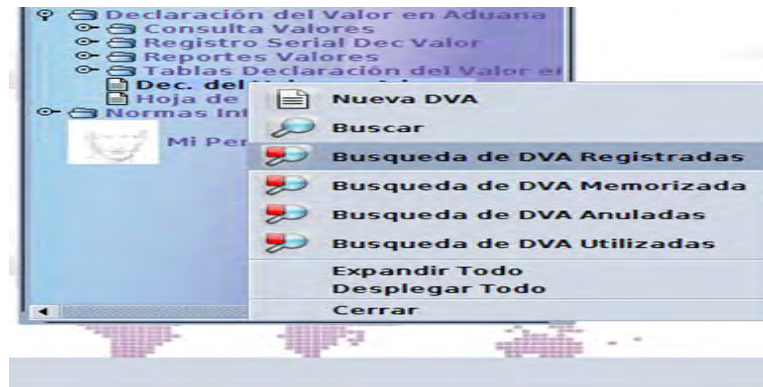 Declaración del Valor en Aduana
Consulta Valores
Registro Serial Dec Valor
Reportes Valores
Tablas Declaración del Valor
Dec. del
Hoja de
Normas
Mi
Nueva DVA
Buscar
Busqueda de DVA Registradas
Busqueda de DVA Memorizada
Busqueda de DVA Anuladas
Busqueda de DVA Utilizadas
Expandir Todo
Desplegar Todo
Cerrar